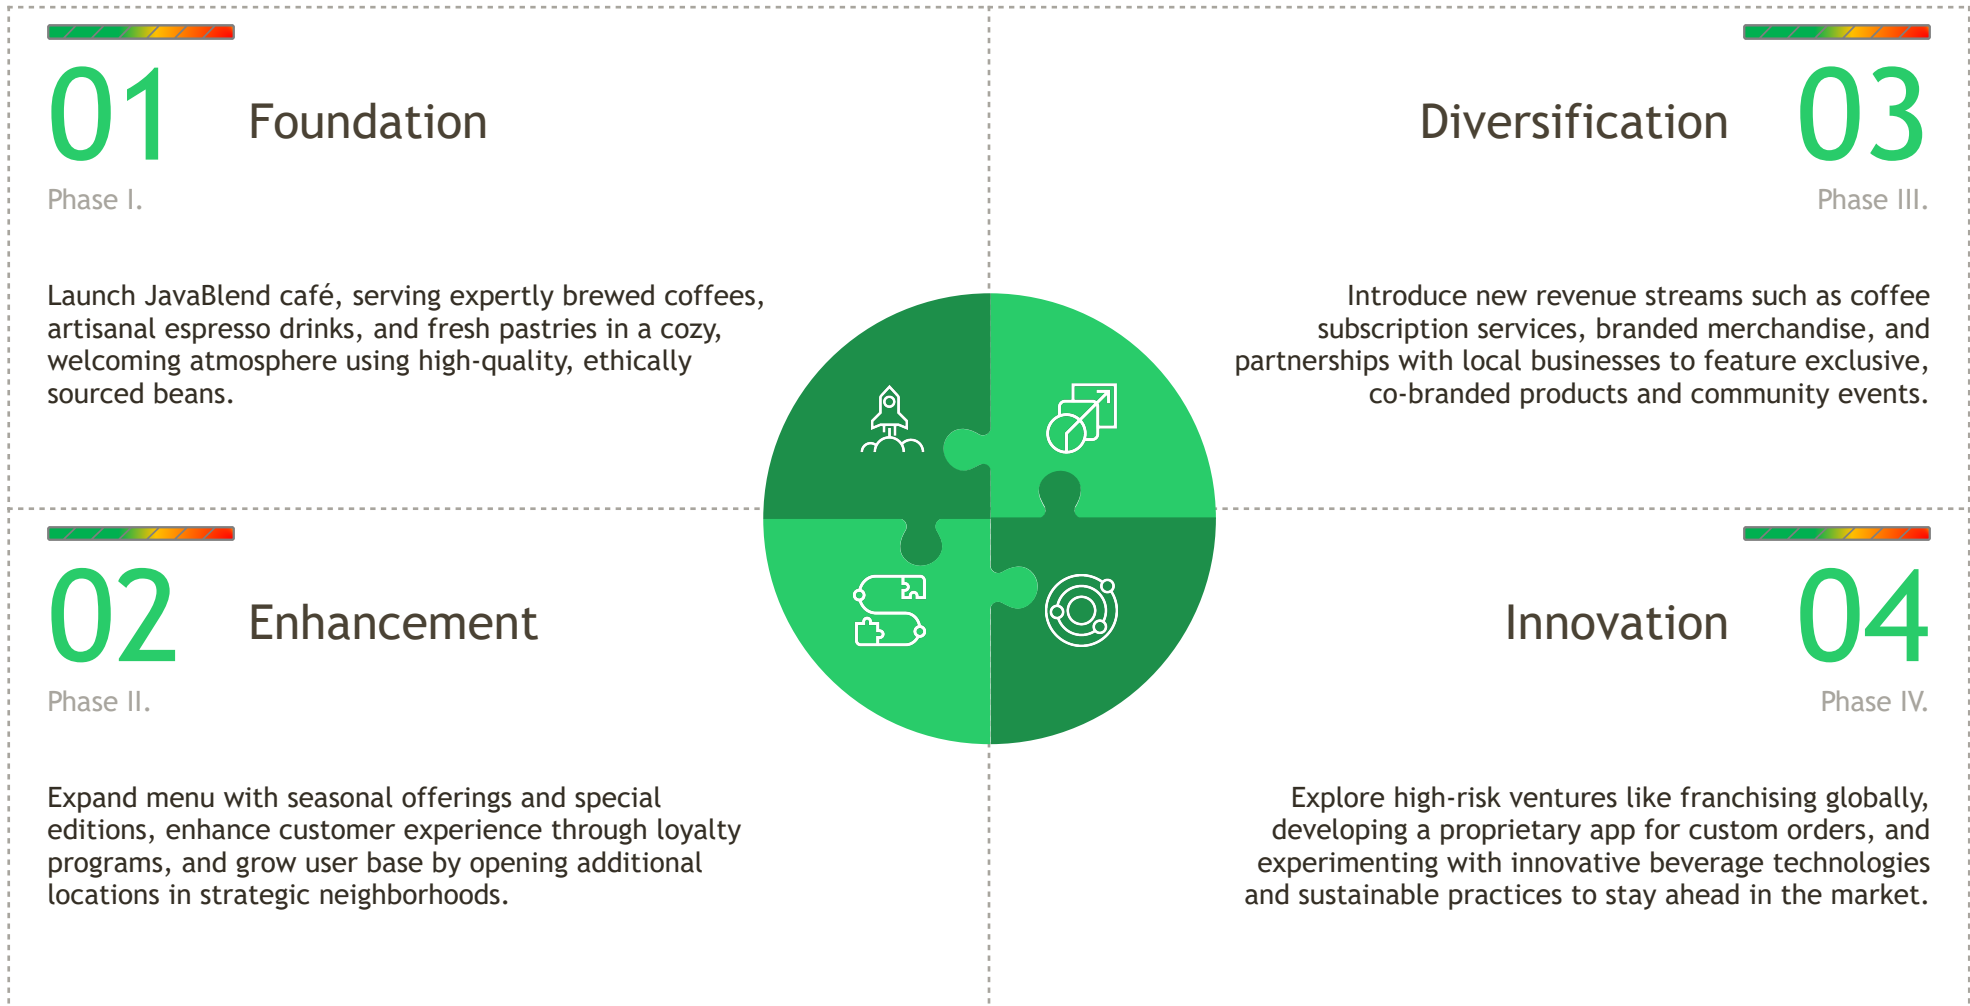 01
Foundation
Phase I.
Launch JavaBlend café, serving expertly brewed coffees,
artisanal espresso drinks, and fresh pastries in a cozy,
welcoming atmosphere using high-quality, ethically
sourced beans.
02
Enhancement
Phase II.
Expand menu with seasonal offerings and special
editions, enhance customer experience through loyalty
programs, and grow user base by opening additional
locations in strategic neighborhoods.
Diversification
03
Phase III.
Introduce new revenue streams such as coffee
subscription services, branded merchandise, and
partnerships with local businesses to feature exclusive,
co-branded products and community events.
Innovation
04
Phase IV.
Explore high-risk ventures like franchising globally,
developing a proprietary app for custom orders, and
experimenting with innovative beverage technologies
and sustainable practices to stay ahead in the market.